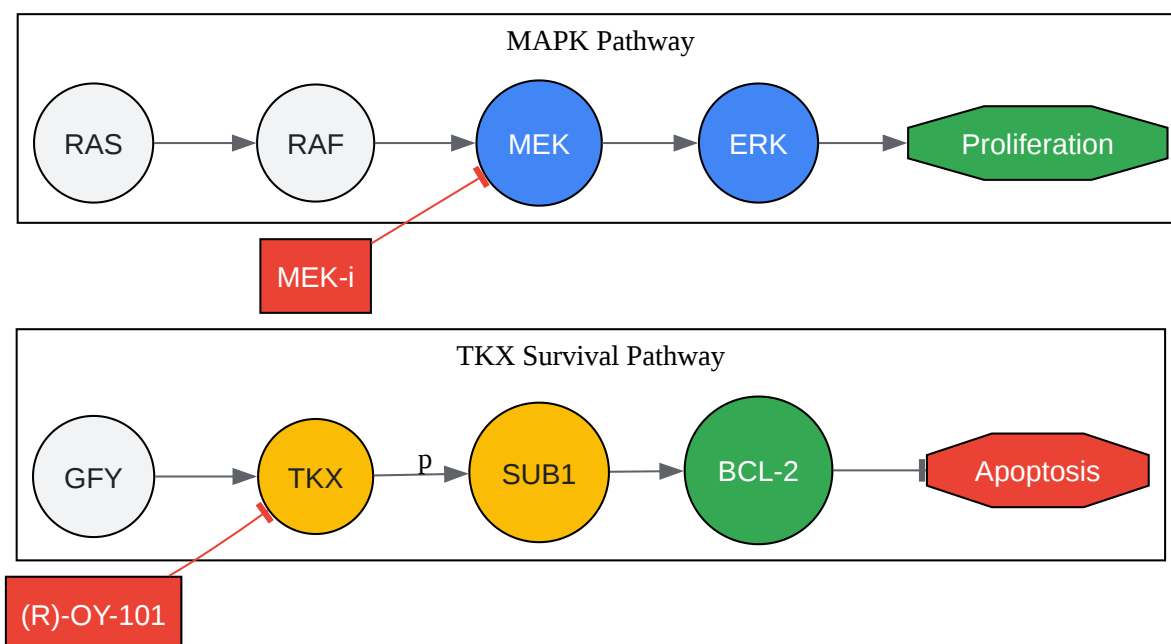 MAPK Pathway
RAS
RAF
MEK
ERK
Proliferation
MEK-i
TKX Survival Pathway
GFY
TKX
p
SUB1
BCL-2
Apoptosis
(R)-OY-101